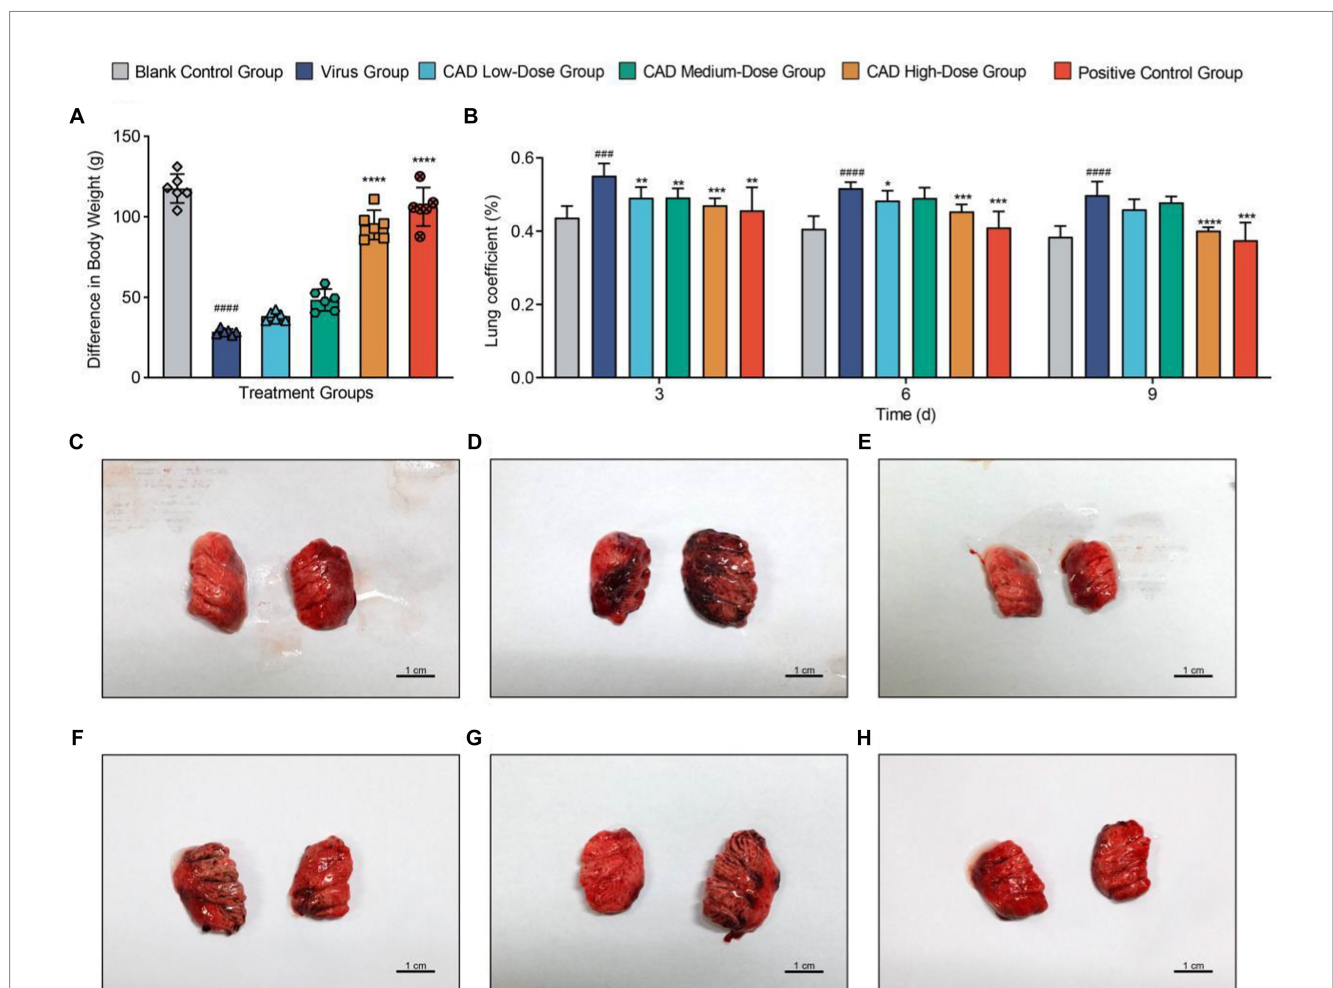 Blank Control Group Virus Group CAD Low-Dose Group CAD Medium-Dose Group CAD High-Dose Group Positive Control Group
A
B
Difference in Body Weight (g)
150
100
50
0
####
****
****
Treatment Groups
Lung coefficient (%)
0.6
0.4
0.2
0.0
###
**
**
***
**
####
*
***
***
####
****
***
3
6
9
Time (d)
C
D
E
1 cm
1 cm
1 cm
F
G
H
1 cm
1 cm
1 cm